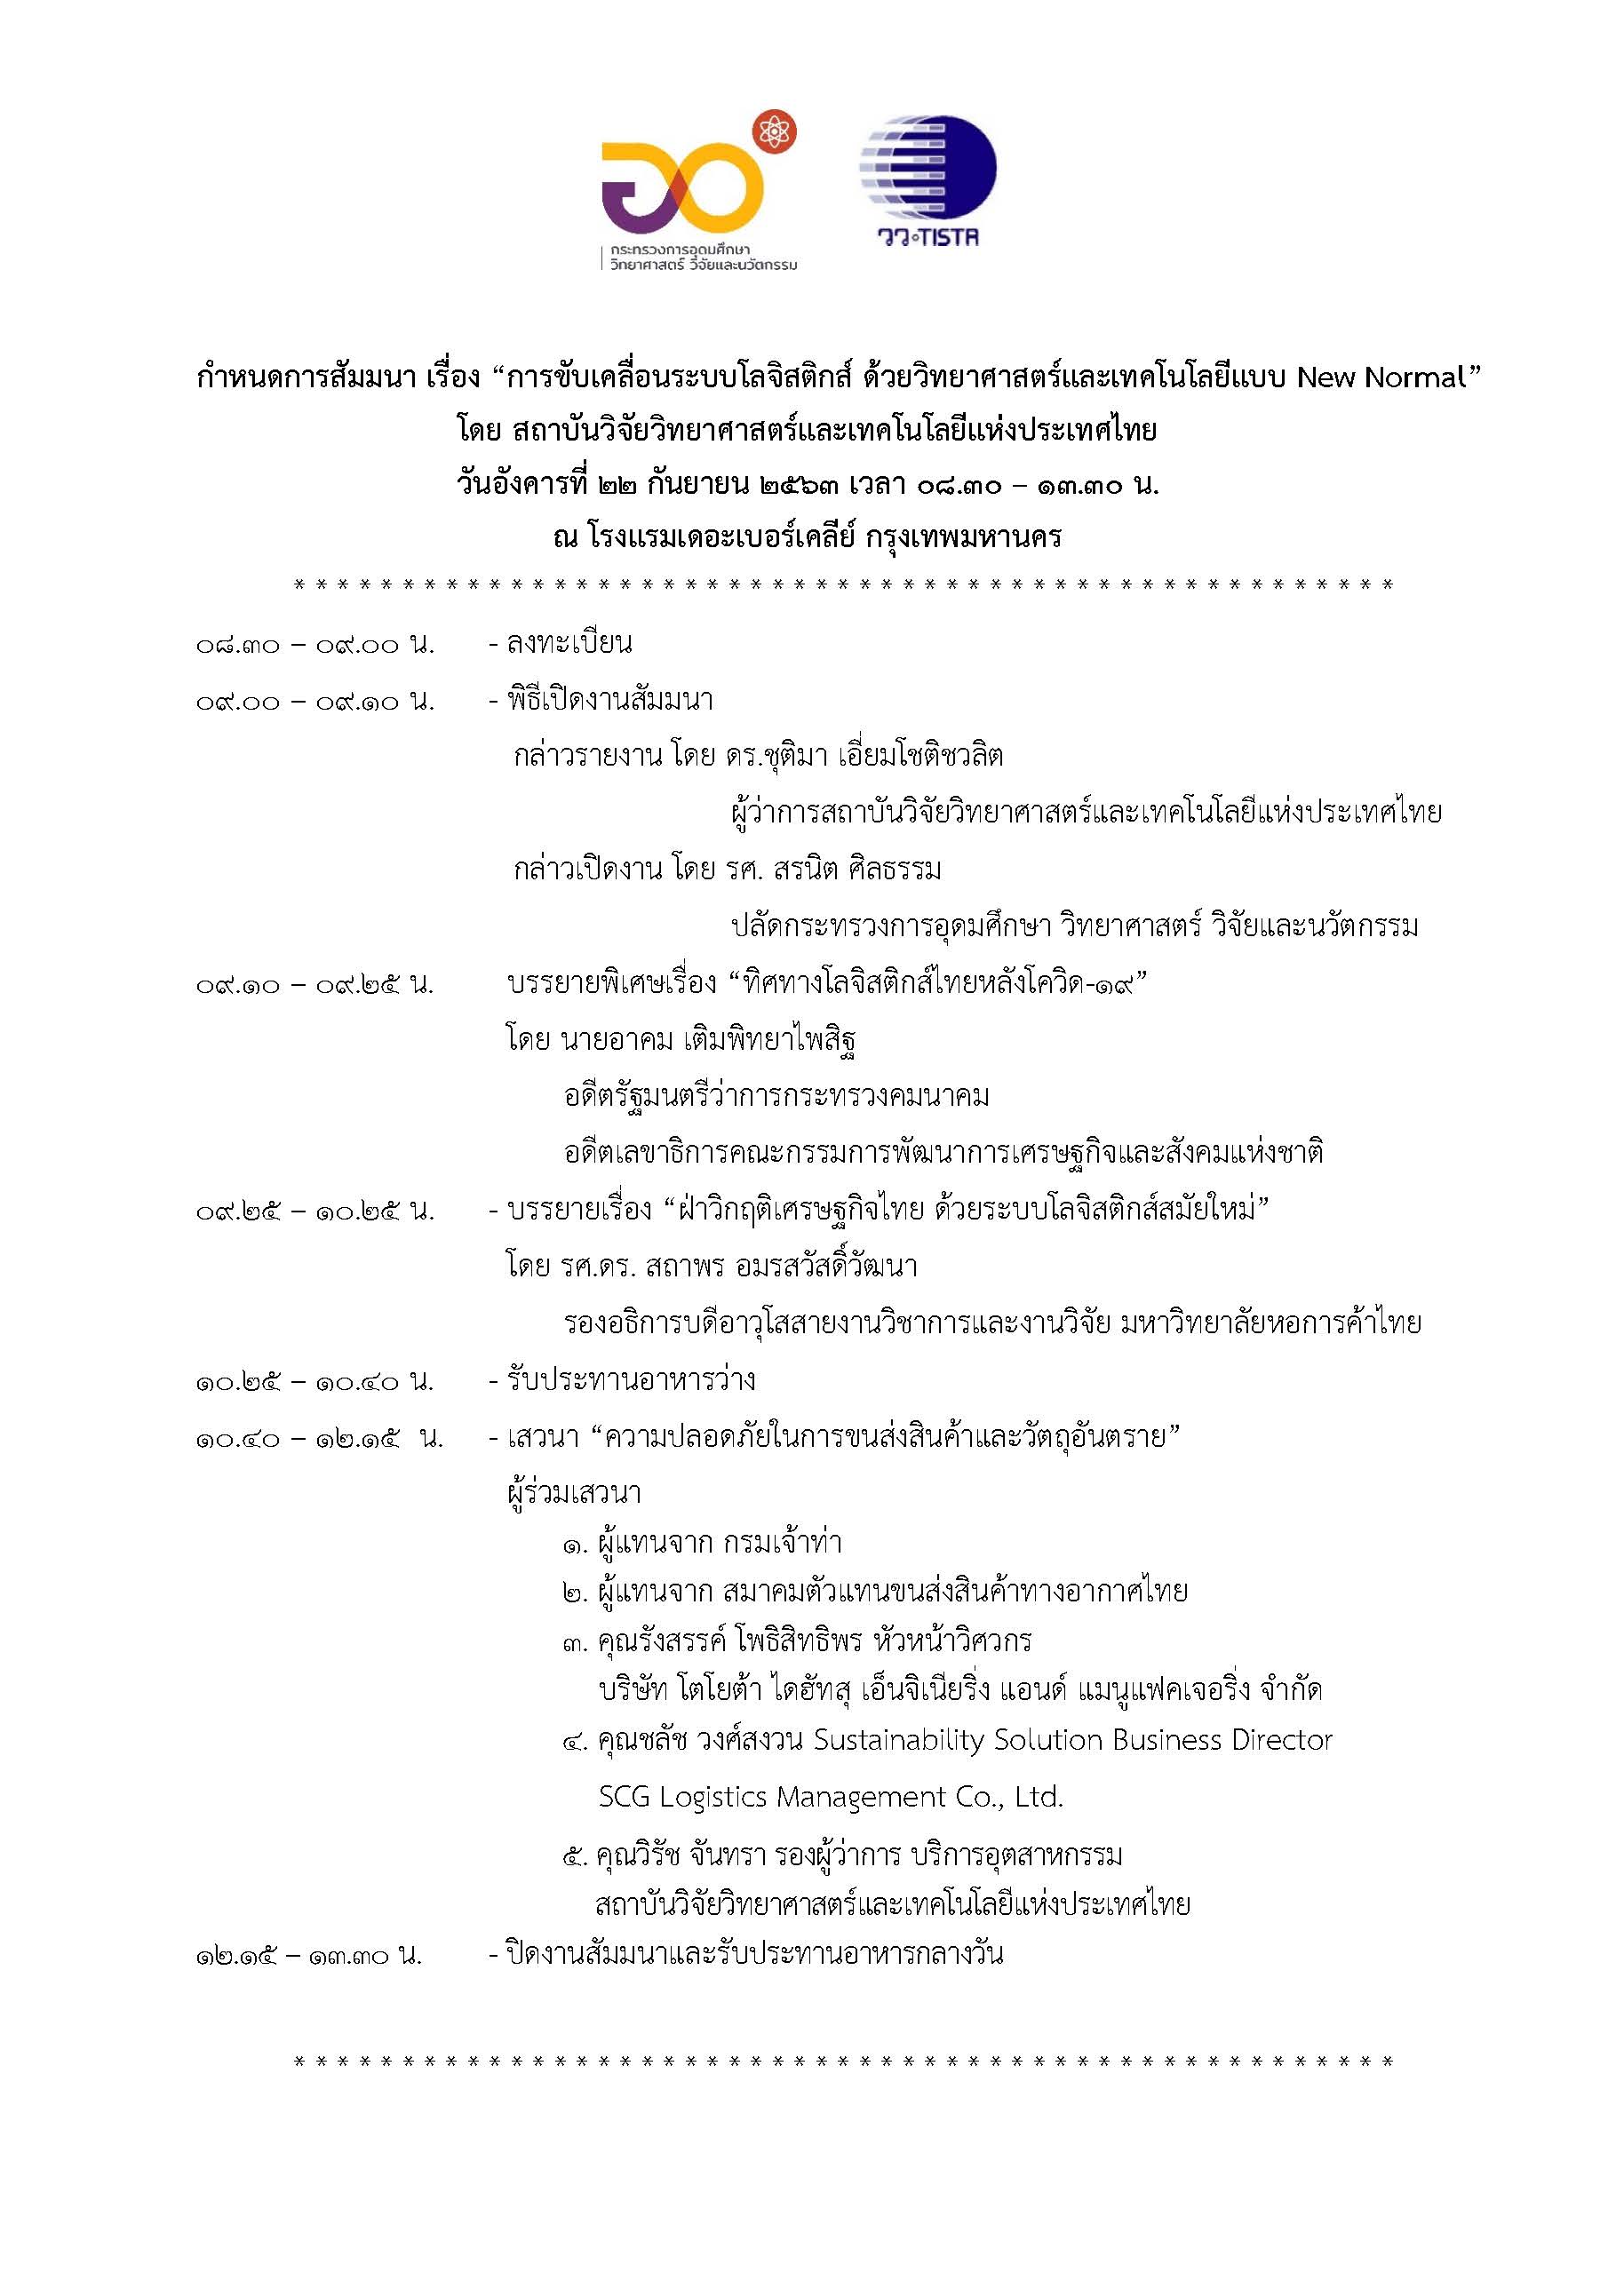 กระทรวงการอุดมศึกษา
วิทยาศาสตร์ วิจัยและนวัตกรรม
วว•TISTR
กำหนดการสัมมนา เรื่อง “การขับเคลื่อนระบบโลจิสติกส์ ด้วยวิทยาศาสตร์และเทคโนโลยีแบบ New Normal”
โดย สถาบันวิจัยวิทยาศาสตร์และเทคโนโลยีแห่งประเทศไทย
วันอังคารที่ ๒๒ กันยายน ๒๕๖๓ เวลา ๐๘.๓๐ – ๑๓.๓๐ น.
ณ โรงแรมเดอะเบอร์เคลีย์ กรุงเทพมหานคร
* * * * * * * * * * * * * * * * * * * * * * * * * * * * * * * * * * * * * * * * * * * * * * * * * * *
๐๘.๓๐ – ๐๙.๐๐ น. - ลงทะเบียน
๐๙.๐๐ – ๐๙.๑๐ น. - พิธีเปิดงานสัมมนา
กล่าวรายงาน โดย ดร.ชุติมา เอี่ยมโชติชวลิต
ผู้ว่าการสถาบันวิจัยวิทยาศาสตร์และเทคโนโลยีแห่งประเทศไทย
กล่าวเปิดงาน โดย รศ. สรนิต ศิลธรรม
ปลัดกระทรวงการอุดมศึกษา วิทยาศาสตร์ วิจัยและนวัตกรรม
๐๙.๑๐ – ๐๙.๒๕ น. บรรยายพิเศษเรื่อง “ทิศทางโลจิสติกส์ไทยหลังโควิด-๑๙”
โดย นายอาคม เติมพิทยาไพสิฐ
อดีตรัฐมนตรีว่าการกระทรวงคมนาคม
อดีตเลขาธิการคณะกรรมการพัฒนาการเศรษฐกิจและสังคมแห่งชาติ
๐๙.๒๕ – ๑๐.๒๕ น. - บรรยายเรื่อง “ฝ่าวิกฤติเศรษฐกิจไทย ด้วยระบบโลจิสติกส์สมัยใหม่”
โดย รศ.ดร. สถาพร อมรสวัสดิ์วัฒนา
รองอธิการบดีอาวุโสสายงานวิชาการและงานวิจัย มหาวิทยาลัยหอการค้าไทย
๑๐.๒๕ – ๑๐.๔๐ น. - รับประทานอาหารว่าง
๑๐.๔๐ – ๑๒.๑๕ น. - เสวนา “ความปลอดภัยในการขนส่งสินค้าและวัตถุอันตราย”
ผู้ร่วมเสวนา
๑. ผู้แทนจาก กรมเจ้าท่า
๒. ผู้แทนจาก สมาคมตัวแทนขนส่งสินค้าทางอากาศไทย
๓. คุณรังสรรค์ โพธิสิทธิพร หัวหน้าวิศวกร
บริษัท โตโยต้า ไดฮัทสุ เอ็นจิเนียริ่ง แอนด์ แมนูแฟคเจอริ่ง จำกัด
๔. คุณชลัช วงศ์สงวน Sustainability Solution Business Director
SCG Logistics Management Co., Ltd.
๕. คุณวิรัช จันทรา รองผู้ว่าการ บริการอุตสาหกรรม
สถาบันวิจัยวิทยาศาสตร์และเทคโนโลยีแห่งประเทศไทย
๑๒.๑๕ – ๑๓.๓๐ น. - ปิดงานสัมมนาและรับประทานอาหารกลางวัน
* * * * * * * * * * * * * * * * * * * * * * * * * * * * * * * * * * * * * * * * * * * * * * * * * * *